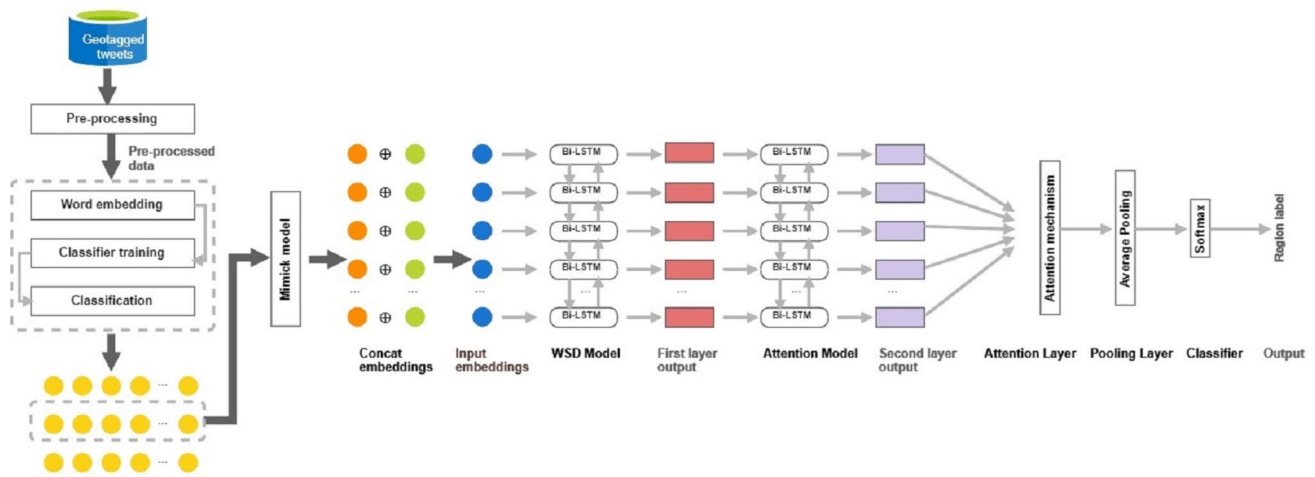 Geotagged
tweets
Pre-processing
Pre-processed
data
Word embedding
Classifier training
Classification
...
...
...
Mimick model
⊕
⊕
⊕
⊕
...
...
⊕
Concat
embeddings
...
Input
embeddings
Bi-LSTM
Bi-LSTM
Bi-LSTM
Bi-LSTM
...
Bi-LSTM
WSD Model
...
First layer
output
Bi-LSTM
Bi-LSTM
Bi-LSTM
Bi-LSTM
...
Bi-LSTM
Attention Model
...
Second layer
output
Attention mechanism
Attention Layer
Average Pooling
Pooling Layer
Softmax
Classifier
Region label
Output